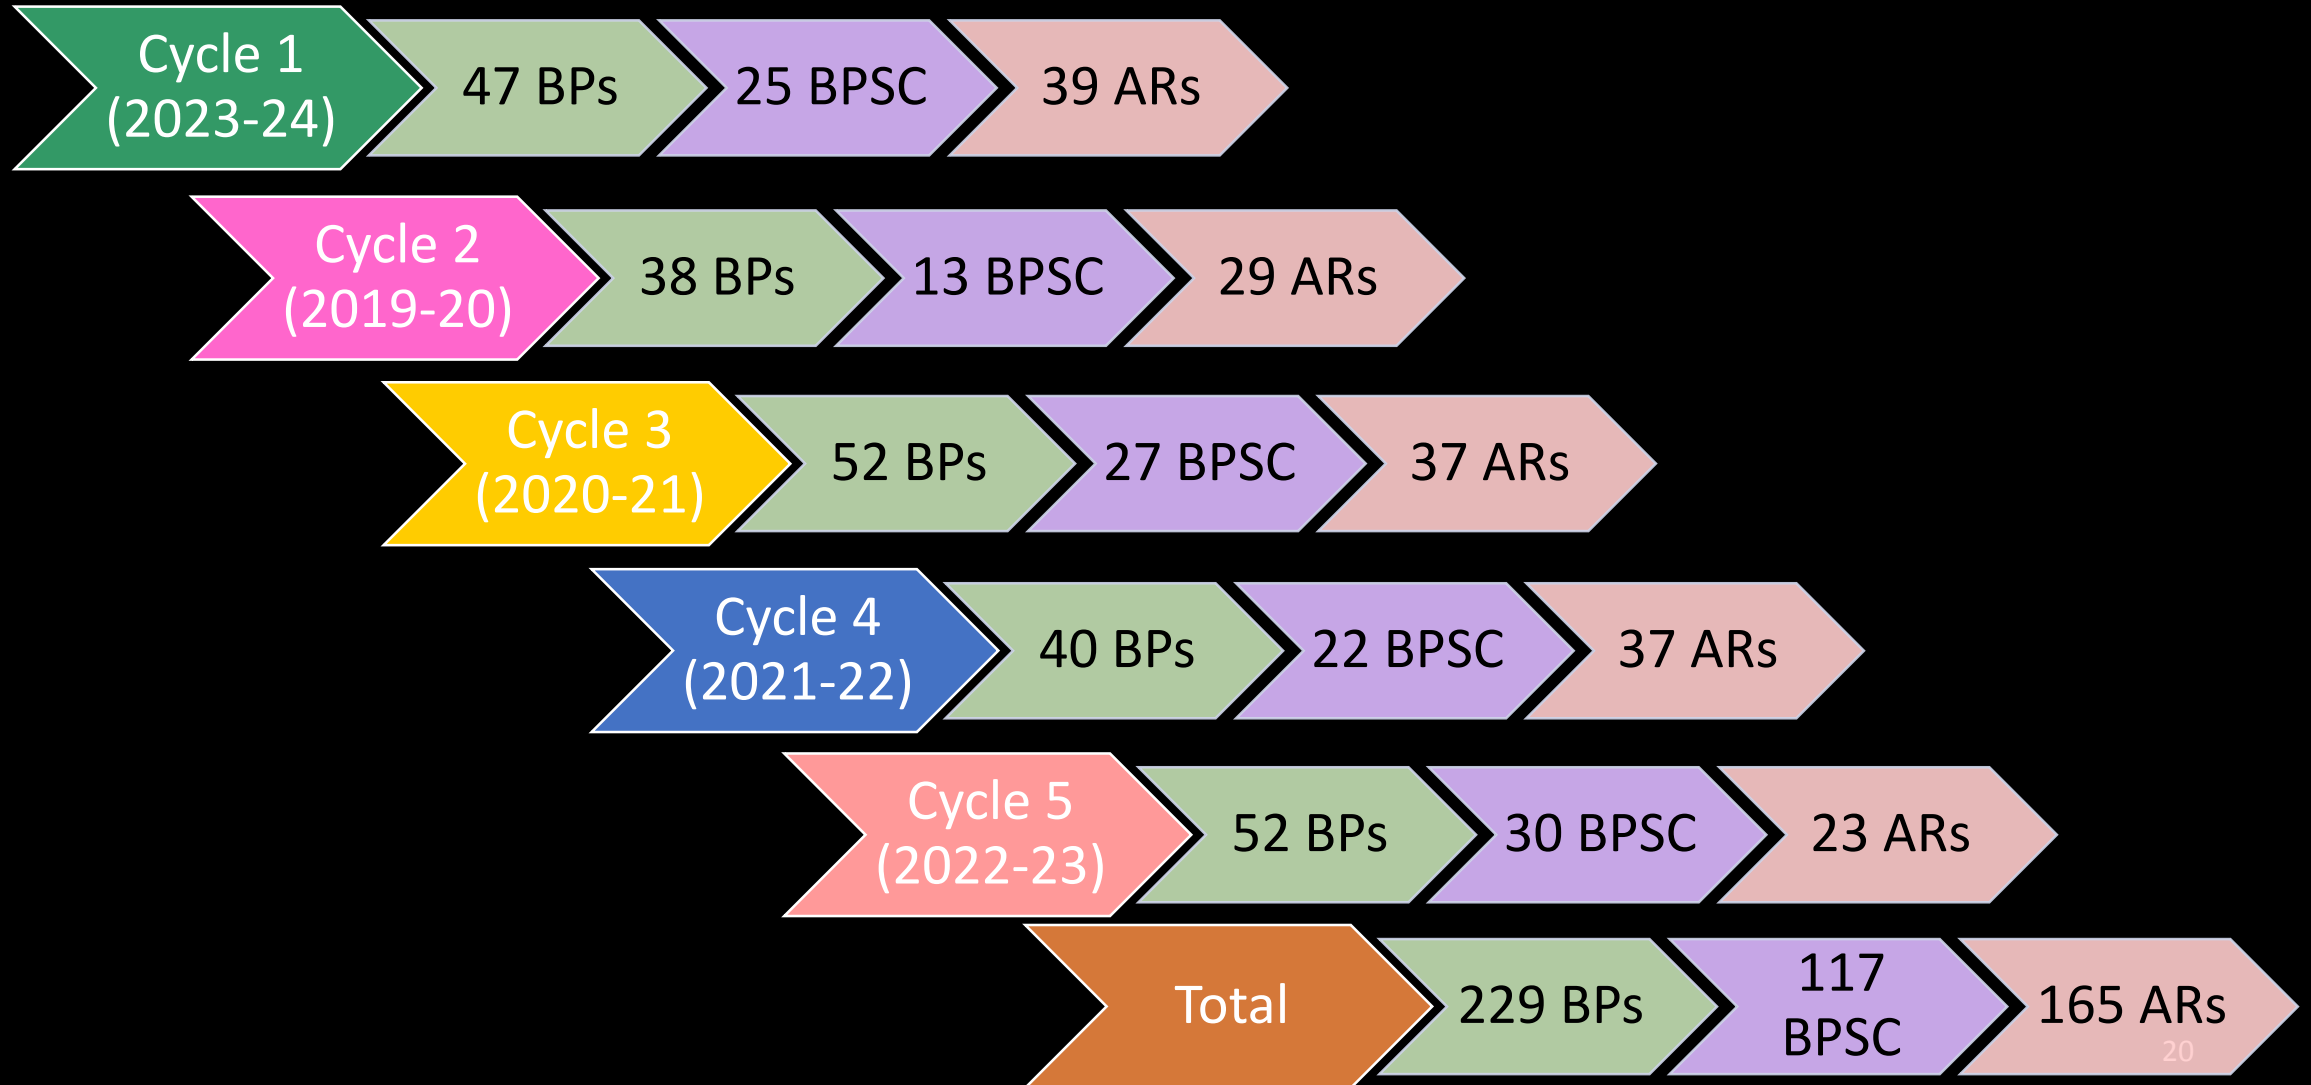 Cycle 1
(2023-24)
47 BPs
25 BPSC
39 ARs
Cycle 2
(2019-20)
38 BPs
13 BPSC
29 ARs
Cycle 3
(2020-21)
52 BPs
27 BPSC
37 ARs
Cycle 4
(2021-22)
40 BPs
22 BPSC
37 ARs
Cycle 5
(2022-23)
52 BPs
30 BPSC
23 ARs
Total
229 BPs
117
BPSC
165 ARs
20